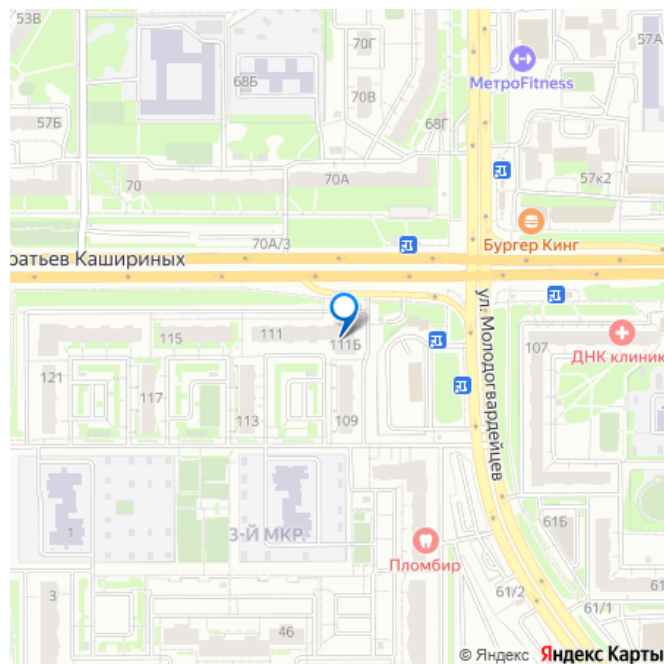 53В
70Г
57А
МетроFitness
68Б
70В
57Б
68Г
70
70А
57к2
70А/3
Бургер Кинг
ратьев Кашириных
ул. Молодогвардейцев
115
111
111Б
107
ДНК клиник
121
117
113
109
1
3-Й МКР.
61Б
Пломбир
3
46
61/2
61/1
© Яндекс Яндекс Карты